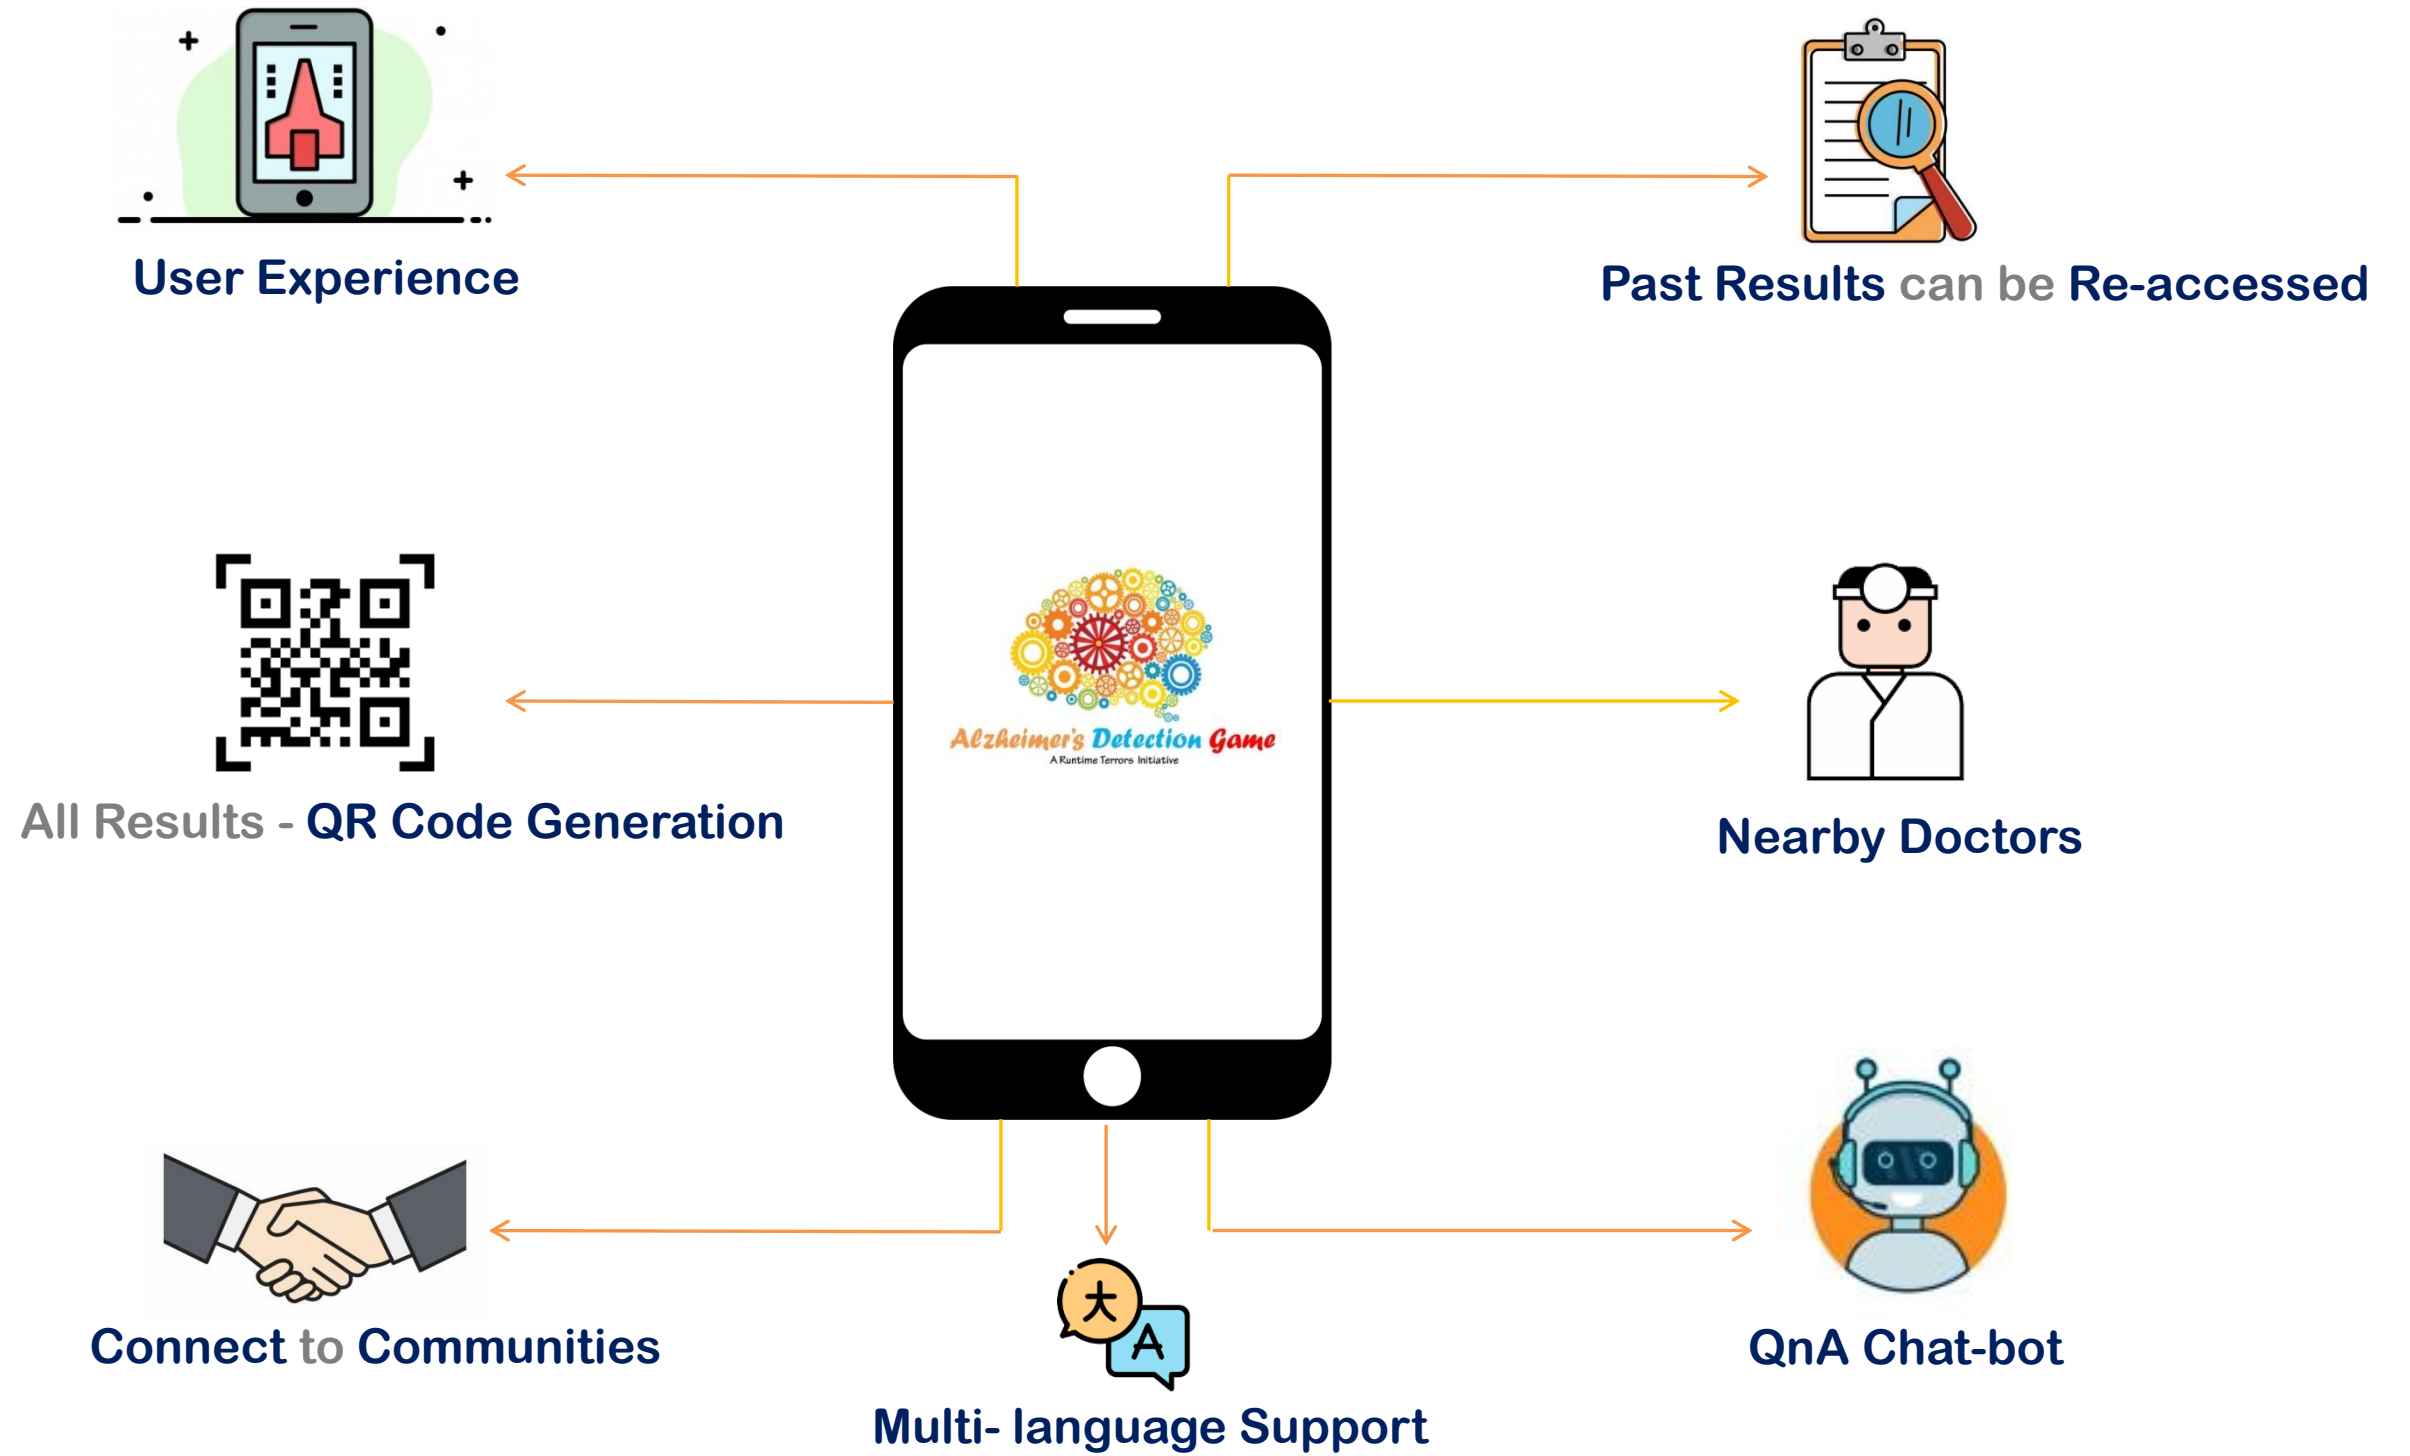 User Experience
Past Results can be Re-accessed
Alzheimer's Detection Game
A Runtime Terrors Initiative
All Results - QR Code Generation
Nearby Doctors
大
A
Connect to Communities
QnA Chat-bot
Multi- language Support